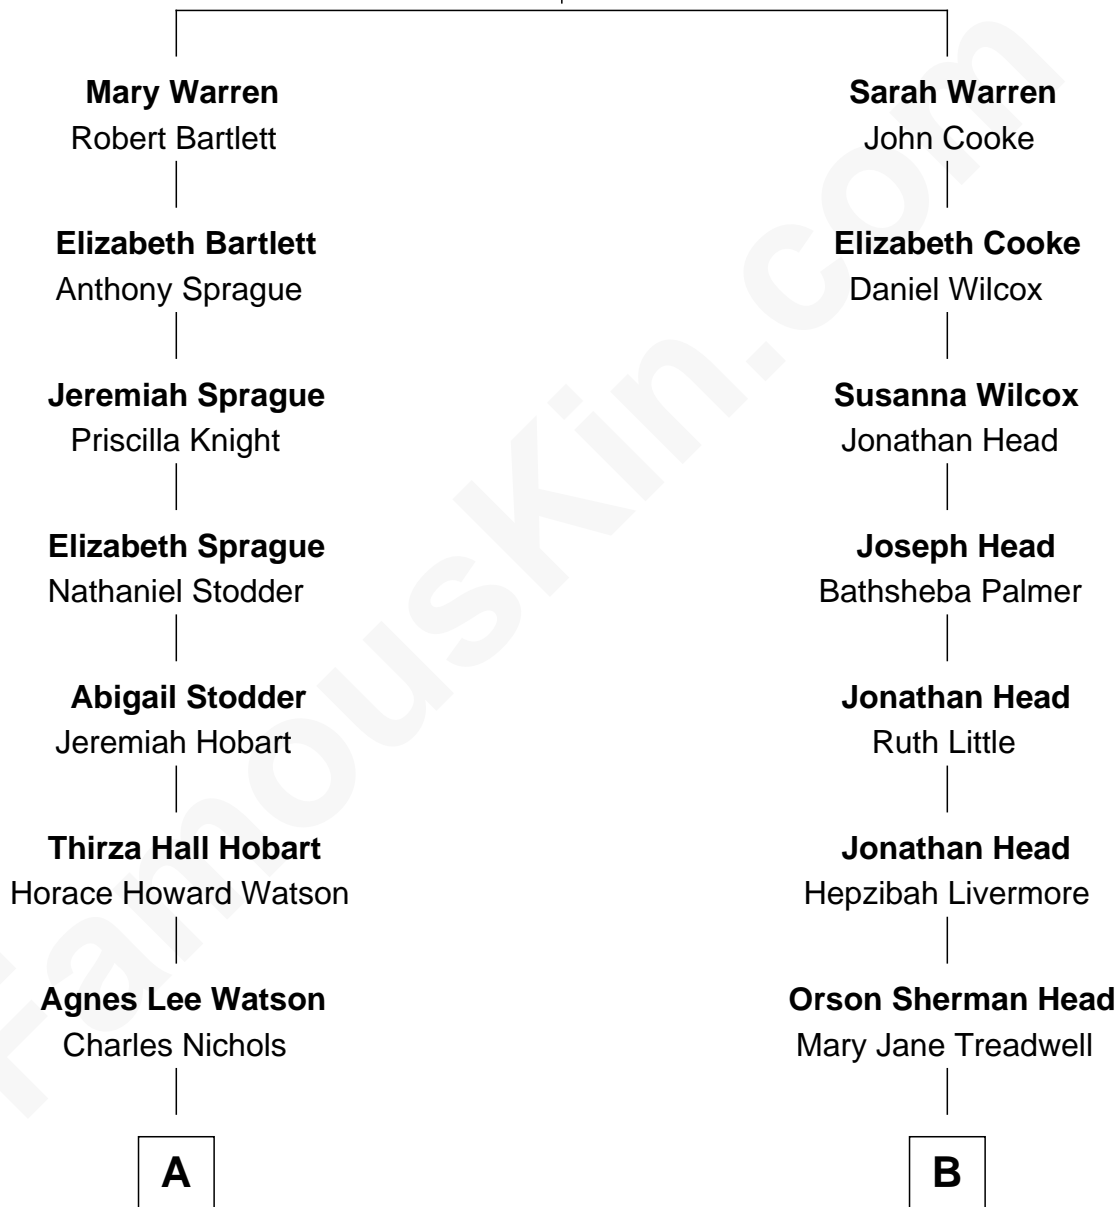 Mary Warren
Robert Bartlett
Elizabeth Bartlett
Anthony Sprague
Jeremiah Sprague
Priscilla Knight
Elizabeth Sprague
Nathaniel Stodder
Abigail Stodder
Jeremiah Hobart
Thirza Hall Hobart
Horace Howard Watson
Agnes Lee Watson
Charles Nichols
A
Sarah Warren
John Cooke
Elizabeth Cooke
Daniel Wilcox
Susanna Wilcox
Jonathan Head
Joseph Head
Bathsheba Palmer
Jonathan Head
Ruth Little
Jonathan Head
Hepzibah Livermore
Orson Sherman Head
Mary Jane Treadwell
B
FamousKin.com